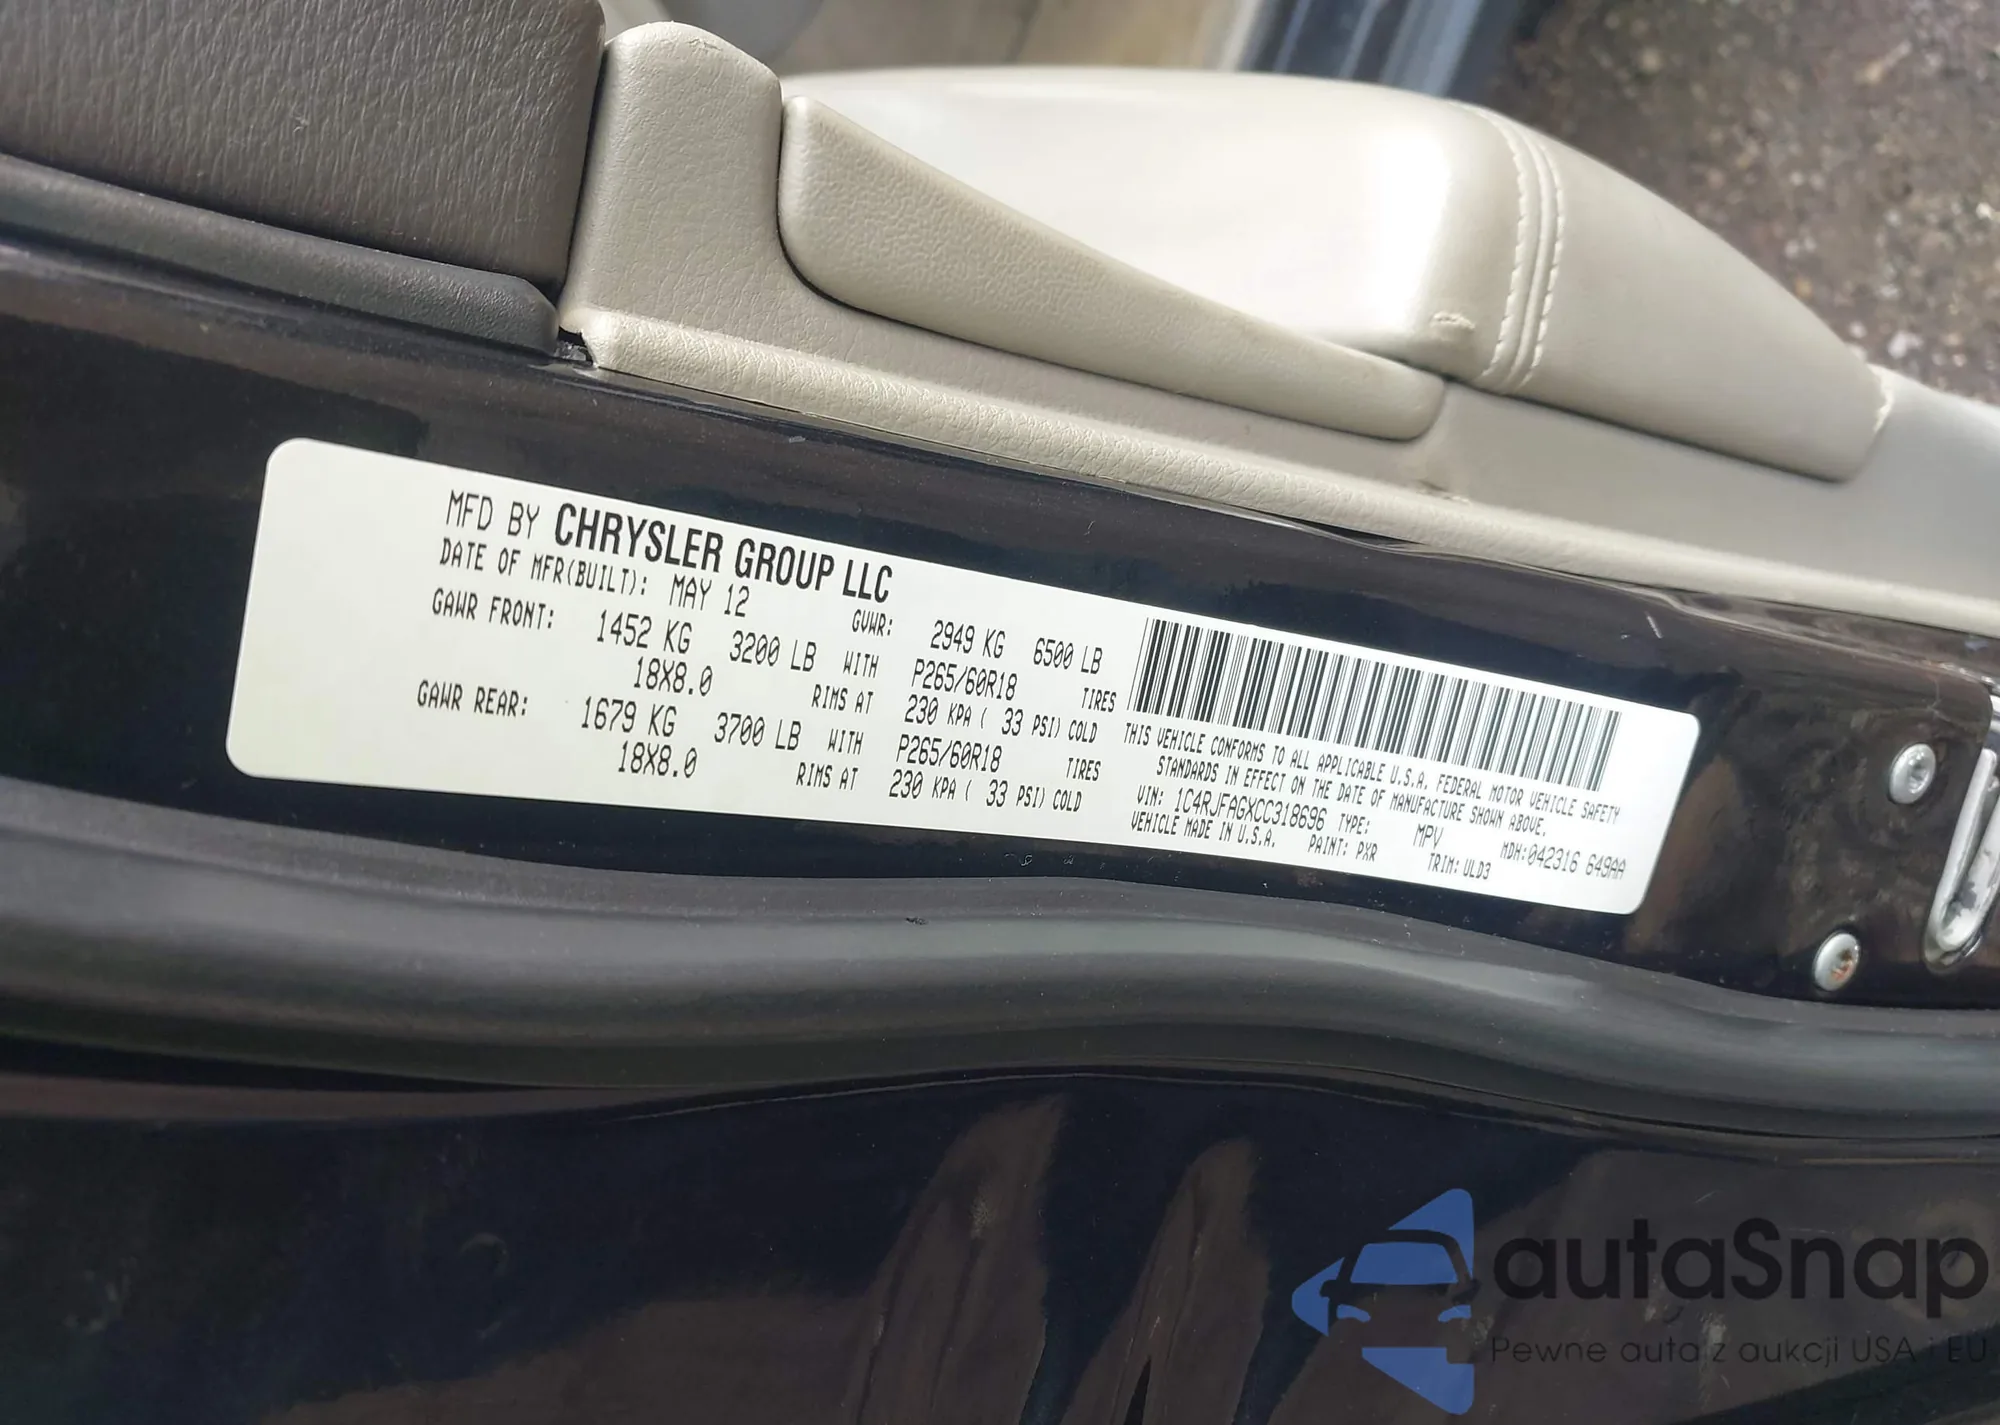 MFD BY CHRYSLER GROUP LLC
DATE OF MFR(BUILT): MAY 12 GVWR: 2949 KG 6500 LB
GAWR FRONT: 1452 KG 3200 LB WITH P265/60R18 TIRES
18X8.0 RIMS AT 230 KPA ( 33 PSI) COLD
GAWR REAR: 1679 KG 3700 LB WITH P265/60R18 TIRES
18X8.0 RIMS AT 230 KPA ( 33 PSI) COLD
THIS VEHICLE CONFORMS TO ALL APPLICABLE U.S.A. FEDERAL MOTOR VEHICLE SAFETY
STANDARDS IN EFFECT ON THE DATE OF MANUFACTURE SHOWN ABOVE.
VIN: 1C4RJFAGXCC318696 TYPE: MPV MDH:042316 649AA
VEHICLE MADE IN U.S.A. PAINT: PXR TRIM: ULD3
autaSnap
Pewne auta z aukcji USA i EU